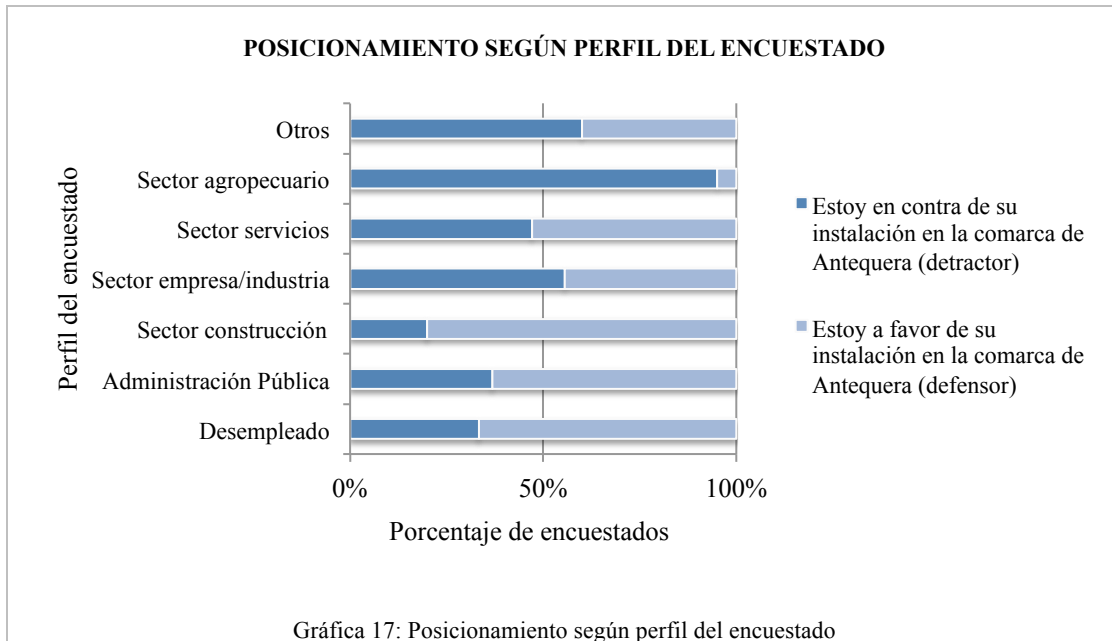 POSICIONAMIENTO SEGÚN PERFIL DEL ENCUESTADO
Perfil del encuestado
Otros
Sector agropecuario
Sector servicios
Sector empresa/industria
Sector construcción
Administración Pública
Desempleado
0%
50%
100%
Porcentaje de encuestados
Estoy en contra de su
instalación en la comarca de
Antequera (detractor)
Estoy a favor de su
instalación en la comarca de
Antequera (defensor)
Gráfica 17: Posicionamiento según perfil del encuestado